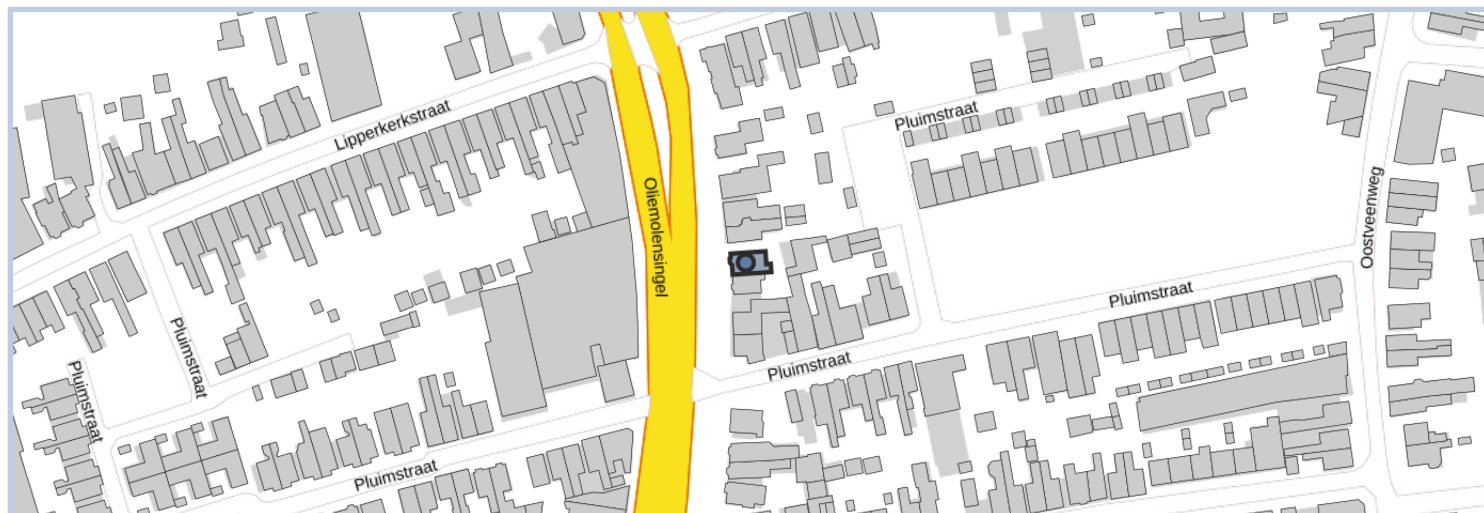 Lipperkerkstraat
Pluimstraat
Oliemolensingel
Oostveenweg
Pluimstraat
Pluimstraat
Pluimstraat
Pluimstraat
Pluimstraat